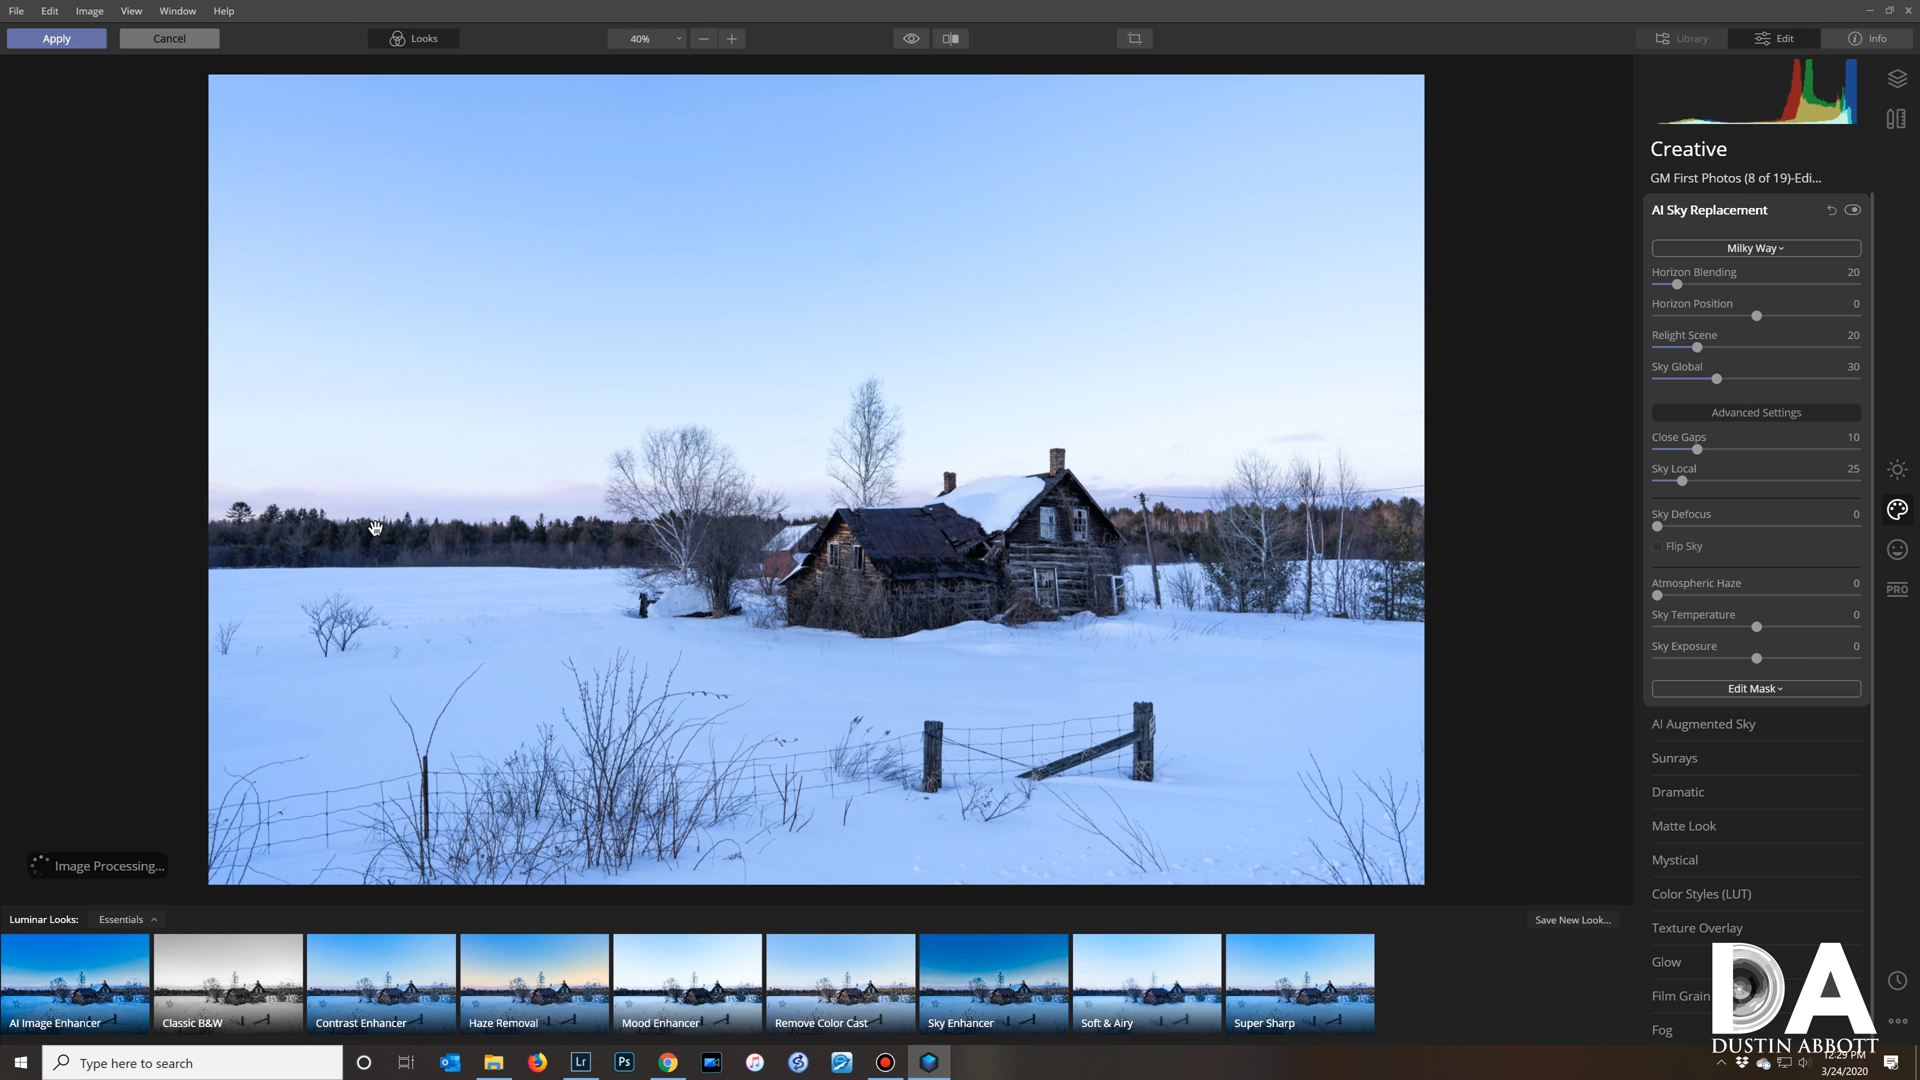 File Edit Image View Window Help
Apply Cancel Looks 40% Library Edit Info
Creative
GM First Photos (8 of 19)-Edi...
AI Sky Replacement
Milky Way
Horizon Blending 20
Horizon Position 0
Relight Scene 20
Sky Global 30
Advanced Settings
Close Gaps 10
Sky Local 25
Sky Defocus 0
Flip Sky
Atmospheric Haze 0
Sky Temperature 0
Sky Exposure 0
Edit Mask
AI Augmented Sky
Sunrays
Dramatic
Matte Look
Mystical
Color Styles (LUT)
Texture Overlay
Glow
Film Grain
Fog
PRO
Image Processing...
Luminar Looks: Essentials Save New Look...
AI Image Enhancer Classic B&W Contrast Enhancer Haze Removal Mood Enhancer Remove Color Cast Sky Enhancer Soft & Airy Super Sharp
DA
DUSTIN ABBOTT
Type here to search
Lr Ps
12:29 PM
3/24/2020